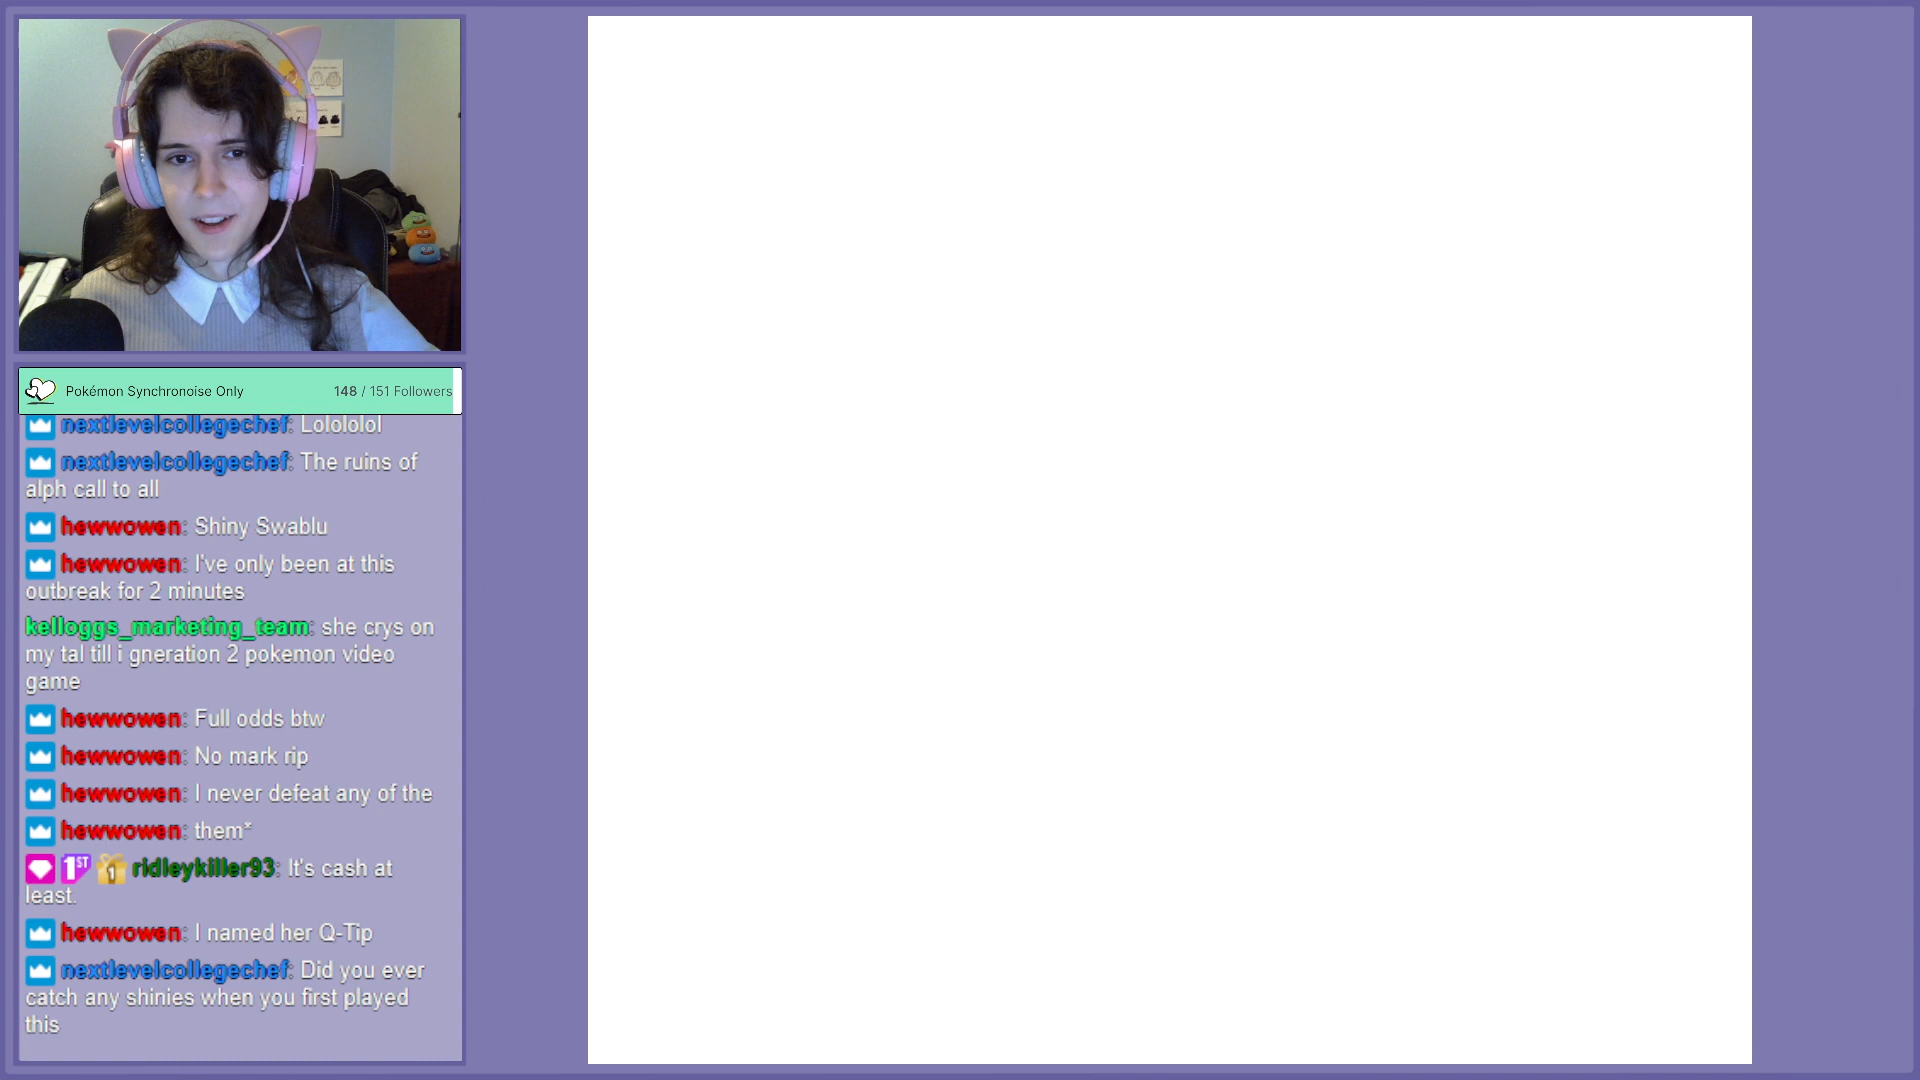 Pokémon Synchronoise Only 148 / 151 Followers
nextlevelcollegechef: Lolololol
nextlevelcollegechef: The ruins of
alph call to all
hewwowen: Shiny Swablu
hewwowen: I've only been at this
outbreak for 2 minutes
kelloggs_marketing_team: she crys on
my tal till i gneration 2 pokemon video
game
hewwowen: Full odds btw
hewwowen: No mark rip
hewwowen: I never defeat any of the
hewwowen: them*
1ST 1 ridleykiller93: It's cash at
least.
hewwowen: I named her Q-Tip
nextlevelcollegechef: Did you ever
catch any shinies when you first played
this